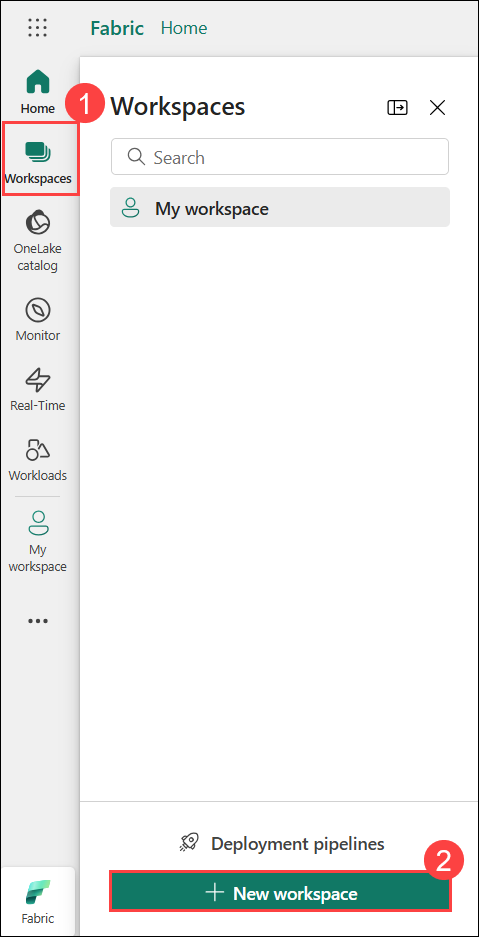 Fabric Home
Home
1
Workspaces
Workspaces
Search
My workspace
OneLake
catalog
Monitor
Real-Time
Workloads
My
workspace
Deployment pipelines
2
New workspace
Fabric